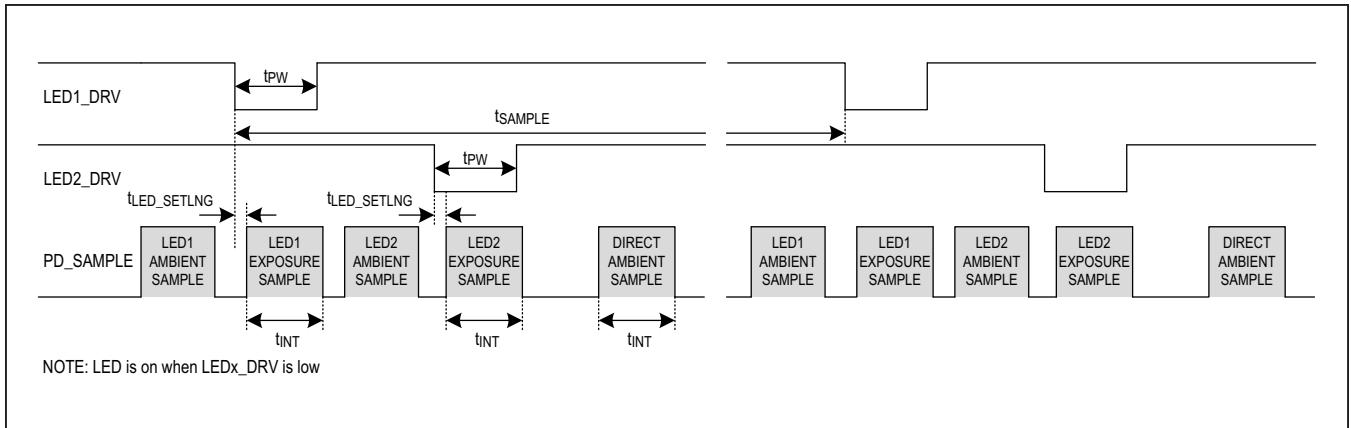 tPW
LED1_DRV
tSAMPLE
tPW
LED2_DRV
tLED_SETLNG
tLED_SETLNG
PD_SAMPLE
LED1
AMBIENT
SAMPLE
LED1
EXPOSURE
SAMPLE
LED2
AMBIENT
SAMPLE
LED2
EXPOSURE
SAMPLE
DIRECT
AMBIENT
SAMPLE
LED1
AMBIENT
SAMPLE
LED1
EXPOSURE
SAMPLE
LED2
AMBIENT
SAMPLE
LED2
EXPOSURE
SAMPLE
DIRECT
AMBIENT
SAMPLE
tINT
tINT
tINT
NOTE: LED is on when LEDx_DRV is low